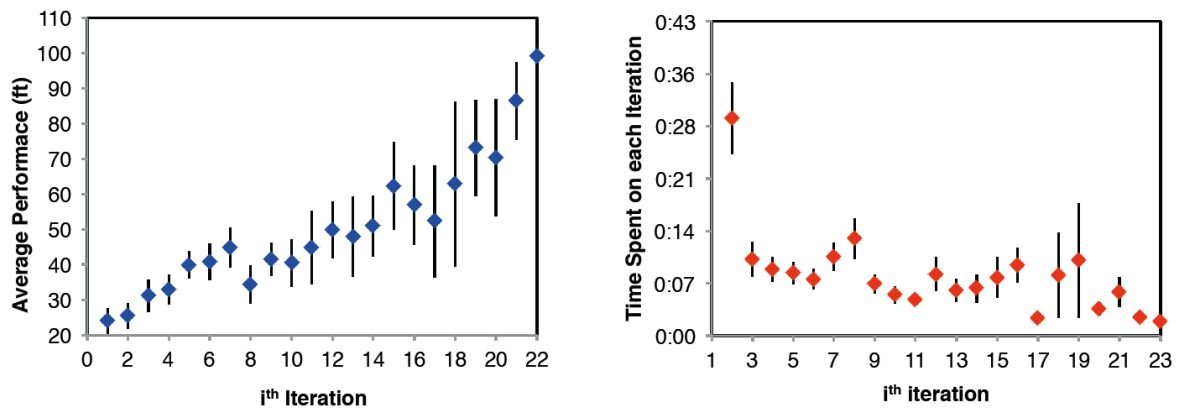 110
100
90
80
70
60
50
40
30
20
Average Performace (ft)
0 2 4 6 8 10 12 14 16 18 20 22
ith Iteration
0:43
0:36
0:28
0:21
0:14
0:07
0:00
Time Spent on each Iteration
1 3 5 7 9 11 13 15 17 19 21 23
ith iteration